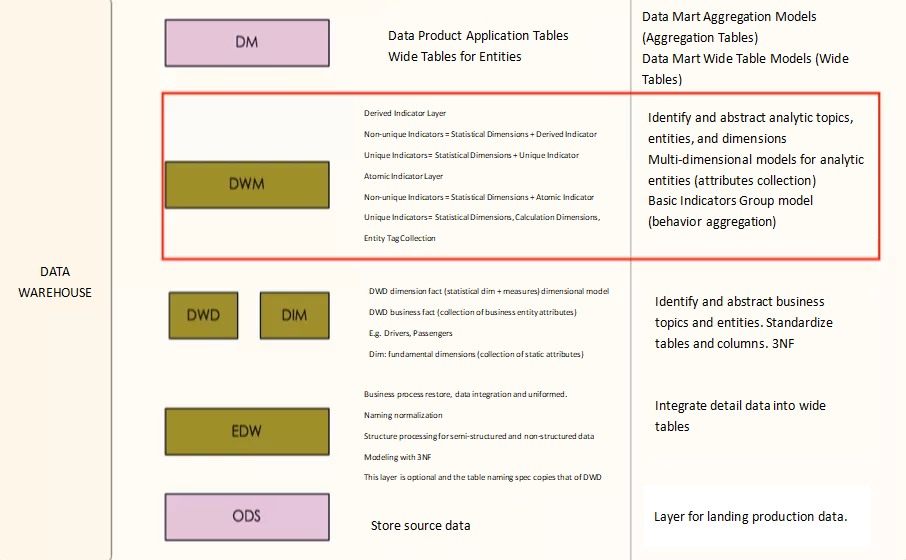 DM
Data Product Application Tables
Wide Tables for Entities
Data Mart Aggregation Models
(Aggregation Tables)
Data Mart Wide Table Models (Wide
Tables)
DWM
Derived Indicator Layer
Non-unique Indicators = Statistical Dimensions + Derived Indicator
Unique Indicators= Statistical Dimensions + Unique Indicator
Atomic Indicator Layer
Non-unique Indicators = Statistical Dimensions + Atomic Indicator
Unique Indicators= Statistical Dimensions, Calculation Dimensions,
Entity Tag Collection
Identify and abstract analytic topics,
entities, and dimensions
Multi-dimensional models for analytic
entities (attributes collection)
Basic Indicators Group model
(behavior aggregation)
DATA
WAREHOUSE
DWD
DIM
DWD dimension fact (statistical dim + measures) dimensional model
DWD business fact (collection of business entity attributes)
E.g. Drivers, Passengers
Dim: fundamental dimensions (collection of static attributes)
Identify and abstract business
topics and entities. Standardize
tables and columns. 3NF
EDW
Business process restore, data integration and uniformed.
Naming normalization
Structure processing for semi-structured and non-structured data
Modeling with 3NF
This layer is optional and the table naming spec copies that of DWD
Integrate detail data into wide
tables
ODS
Store source data
Layer for landing production data.